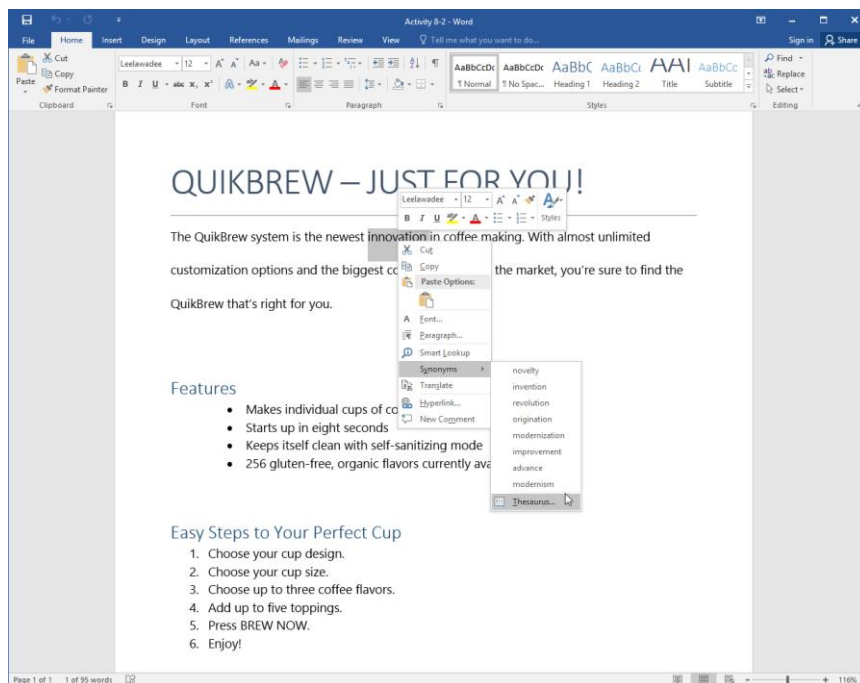 Activity 8-2 - Word
File Home Insert Design Layout References Mailings Review View Tell me what you want to do... Sign in Share
Paste Cut Copy Format Painter Clipboard
Leelawadee 12 A A Aa
B I U abc x, x² A A Font
Paragraph
AaBbCcDc AaBbCcDc AaBbC AaBbCc AAI AaBbCc
¶ Normal ¶ No Spac... Heading 1 Heading 2 Title Subtitle
Styles
Find
Replace
Select
Editing
QUIKBREW – JUST FOR YOU!
Leelawadee 12 A A
B I U A Styles
The QuikBrew system is the newest innovation in coffee making. With almost unlimited
customization options and the biggest co the market, you're sure to find the
QuikBrew that's right for you.
Cut
Copy
Paste Options:
A Font...
Paragraph...
Smart Lookup
Synonyms
Translate
Hyperlink...
New Comment
novelty
invention
revolution
origination
modernization
improvement
advance
modernism
Thesaurus...
Features
• Makes individual cups of co
• Starts up in eight seconds
• Keeps itself clean with self-sanitizing mode
• 256 gluten-free, organic flavors currently ava
Easy Steps to Your Perfect Cup
1. Choose your cup design.
2. Choose your cup size.
3. Choose up to three coffee flavors.
4. Add up to five toppings.
5. Press BREW NOW.
6. Enjoy!
Page 1 of 1 1 of 95 words 116%